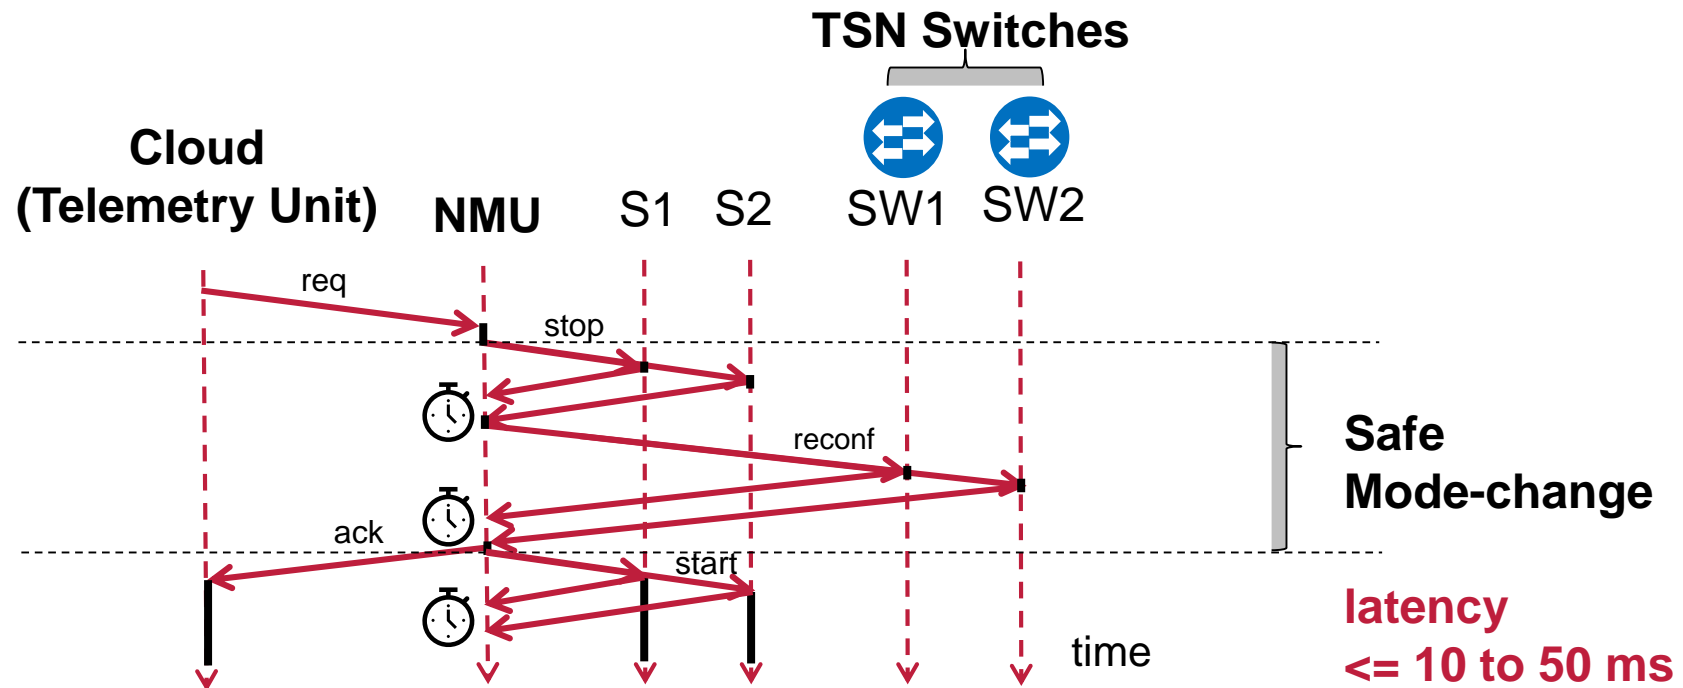 TSN Switches
Cloud
(Telemetry Unit)
NMU
S1
S2
SW1
SW2
req
stop
reconf
Safe
Mode-change
ack
start
latency
<= 10 to 50 ms
time